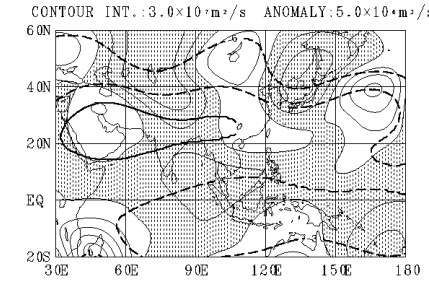 CONTOUR INT.:3.0×10⁷m²/s ANOMALY:5.0×10⁶m²/s
60N
40N
20N
EQ
20S
30E 60E 90E 120E 150E 180